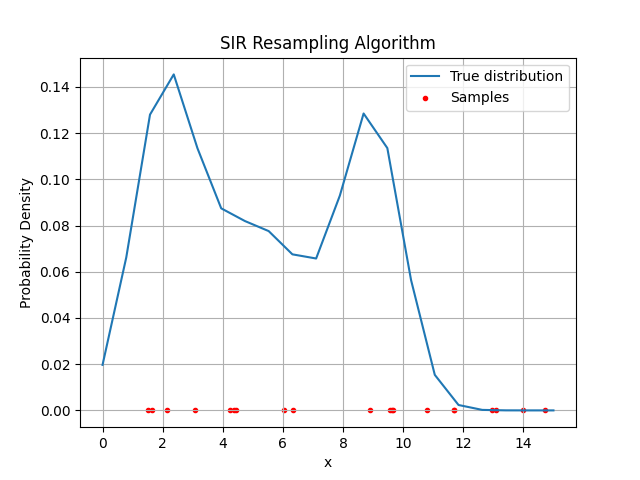 SIR Resampling Algorithm
True distribution
Samples
Probability Density
0.14
0.12
0.10
0.08
0.06
0.04
0.02
0.00
0 2 4 6 8 10 12 14
x